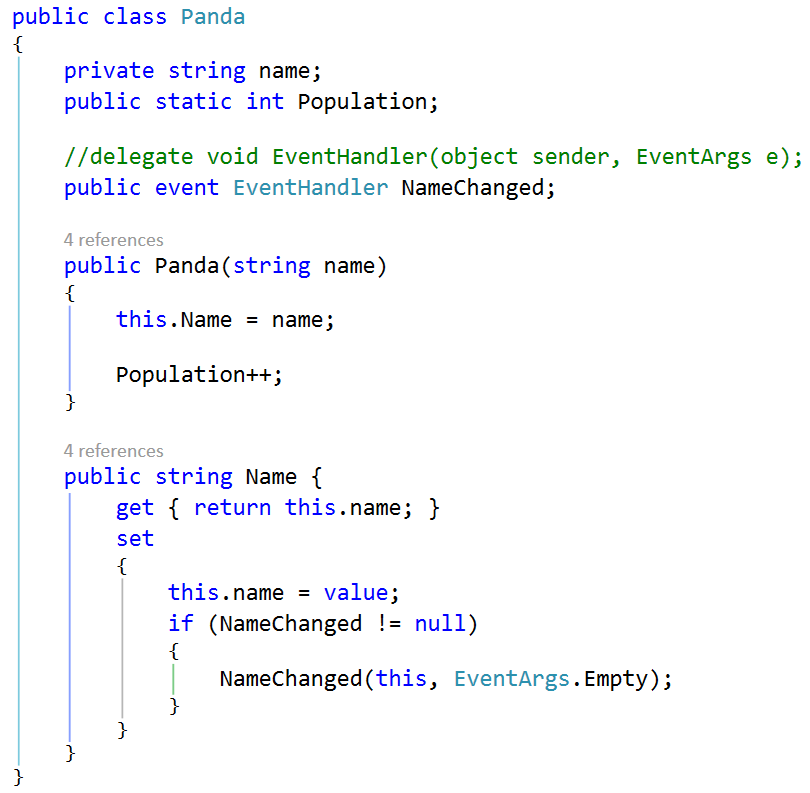 public class Panda
{
    private string name;
    public static int Population;

    //delegate void EventHandler(object sender, EventArgs e);
    public event EventHandler NameChanged;

    4 references
    public Panda(string name)
    {
        this.Name = name;

        Population++;
    }

    4 references
    public string Name {
        get { return this.name; }
        set
        {
            this.name = value;
            if (NameChanged != null)
            {
                NameChanged(this, EventArgs.Empty);
            }
        }
    }
}